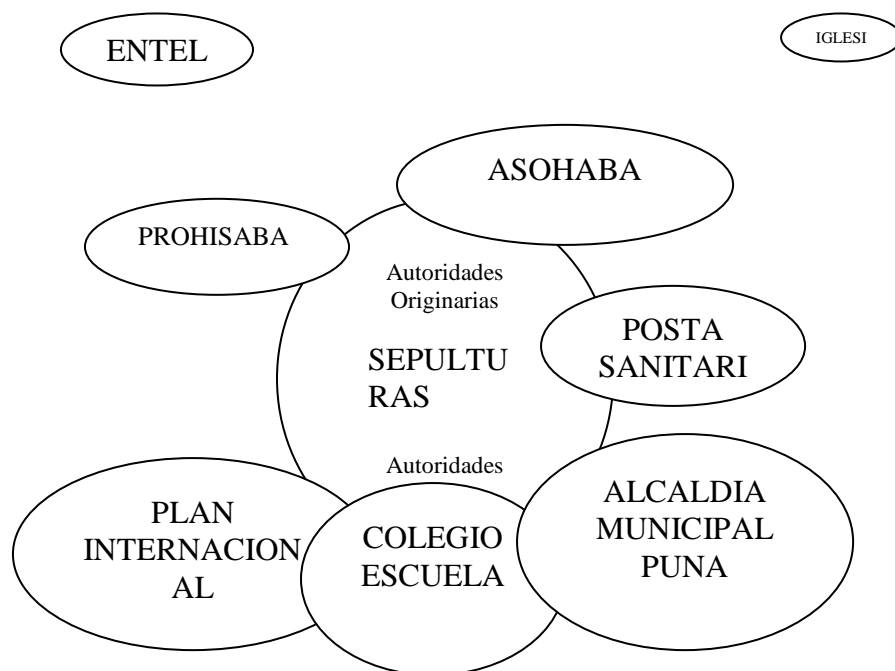 ENTEL
IGLESI
ASOHABA
PROHISABA
Autoridades
Originarias
POSTA
SANITARI
SEPULTU
RAS
Autoridades
PLAN
INTERNACION
AL
COLEGIO
ESCUELA
ALCALDIA
MUNICIPAL
PUNA